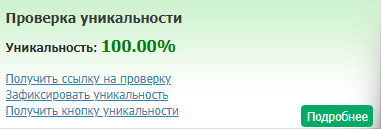 Проверка уникальности
Уникальность: 100.00%
Получить ссылку на проверку
Зафиксировать уникальность
Получить кнопку уникальности
Подробнее